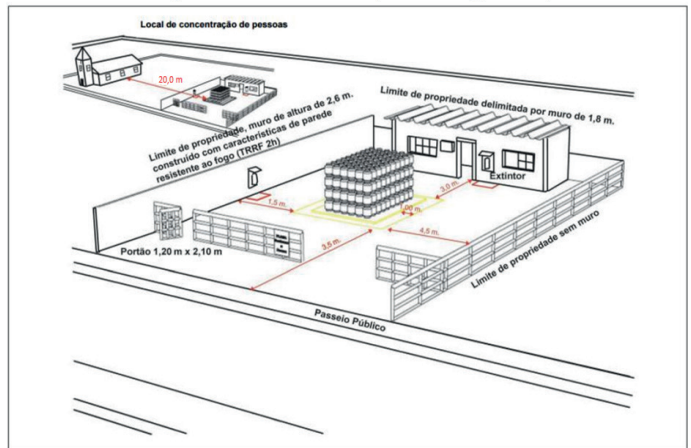 Local de concentração de pessoas
20,0 m
Limite de propriedade, muro de altura de 2,6 m.
construído com características de parede
resistente ao fogo (TRRF 2h)
Limite de propriedade delimitada por muro de 1,8 m.
Extintor
3,0 m.
1,5 m.
,00 m.
4,5 m.
3,5 m.
Portão 1,20 m x 2,10 m
Limite de propriedade sem muro
Passeio Público